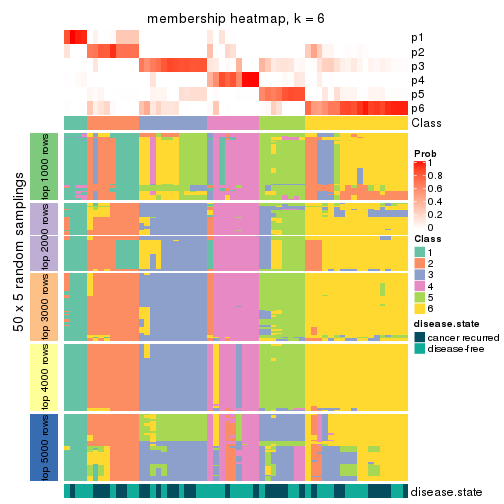 membership heatmap, k = 6
p1
p2
p3
p4
p5
p6
Class
50 x 5 random samplings
top 1000 rows
top 2000 rows
top 3000 rows
top 4000 rows
top 5000 rows
Prob
1
0.8
0.6
0.4
0.2
0
Class
1
2
3
4
5
6
disease.state
cancer recurred
disease-free
disease.state